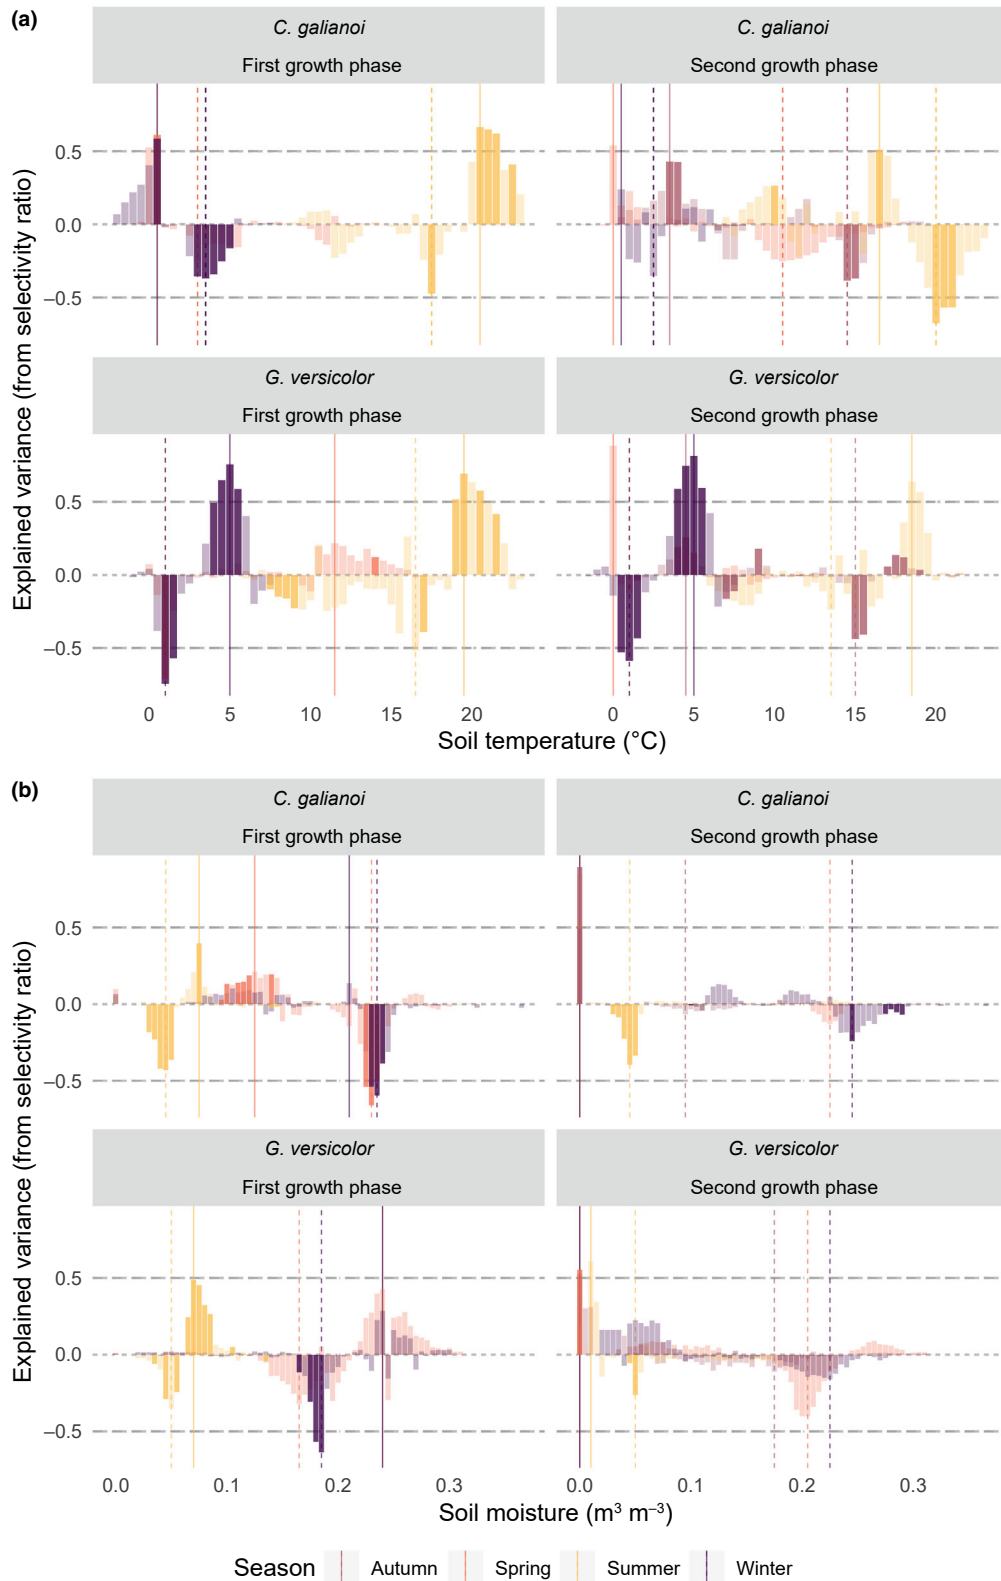 (a)
C. galianoi
First growth phase
C. galianoi
Second growth phase
0.5
0.0
−0.5
G. versicolor
First growth phase
G. versicolor
Second growth phase
0.5
0.0
−0.5
Explained variance (from selectivity ratio)
0 5 10 15 20
0 5 10 15 20
Soil temperature (°C)
(b)
C. galianoi
First growth phase
C. galianoi
Second growth phase
0.5
0.0
−0.5
G. versicolor
First growth phase
G. versicolor
Second growth phase
0.5
0.0
−0.5
Explained variance (from selectivity ratio)
0.0 0.1 0.2 0.3
0.0 0.1 0.2 0.3
Soil moisture (m³ m⁻³)
Season Autumn Spring Summer Winter